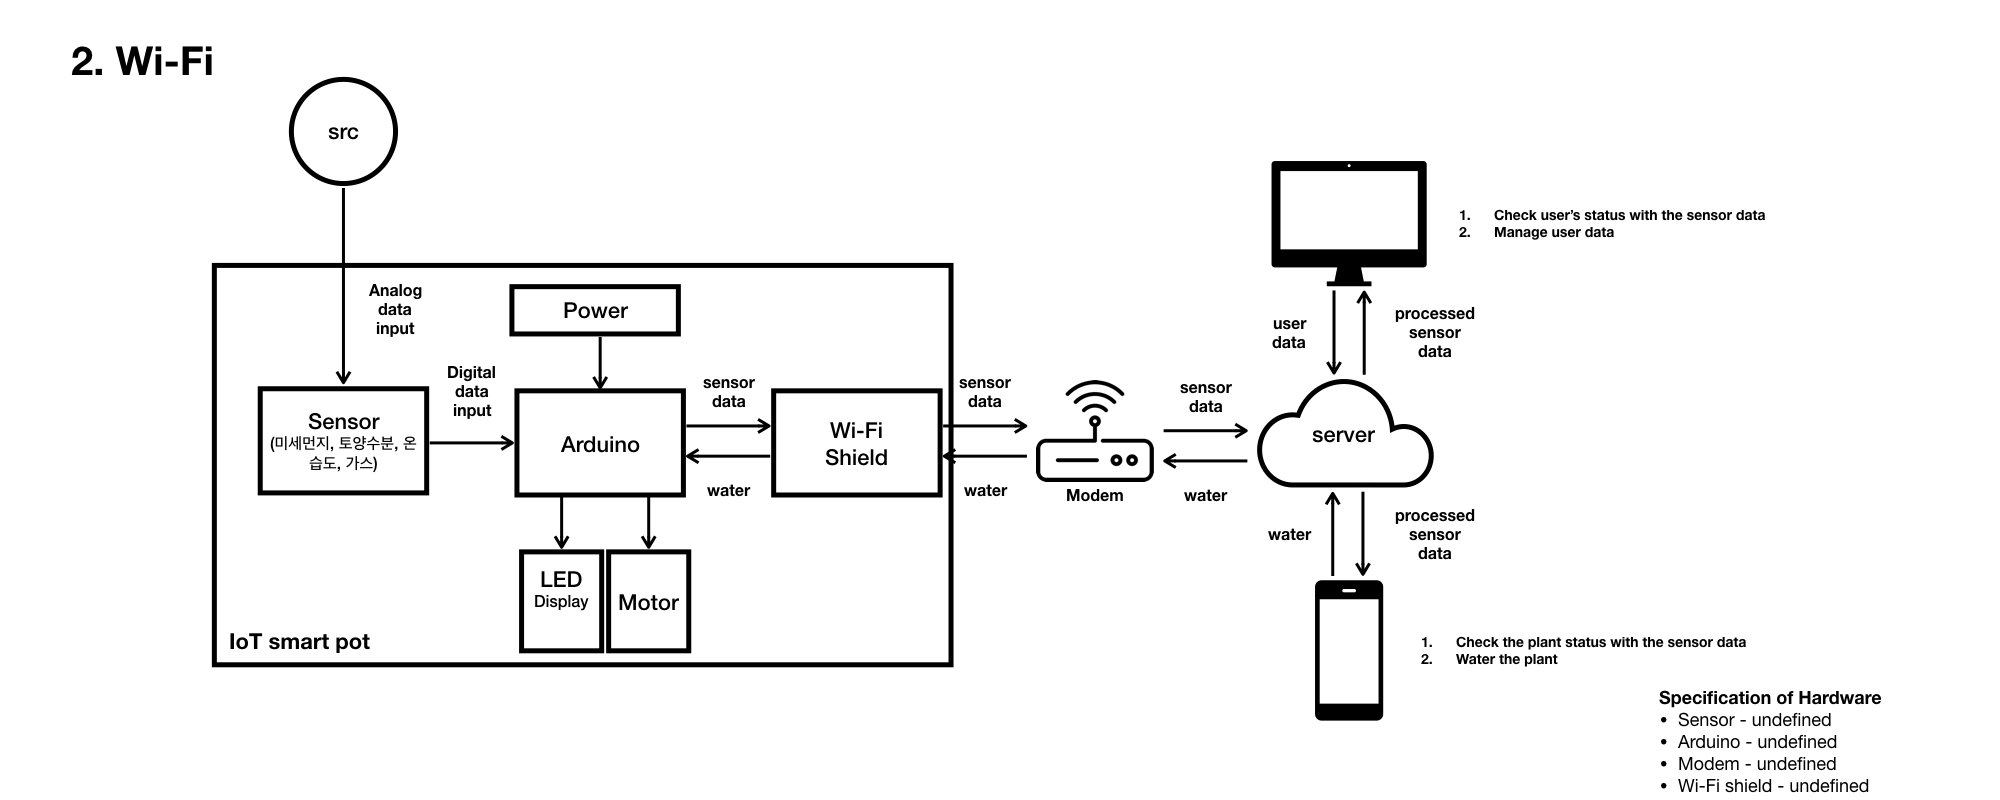 2. Wi-Fi
src
Analog
data
input
Power
Digital
data
input
Sensor
(미세먼지, 토양수분, 온
습도, 가스)
Arduino
sensor
data
water
Wi-Fi
Shield
LED
Display
Motor
IoT smart pot
sensor
data
water
Modem
sensor
data
water
server
user
data
processed
sensor
data
1. Check user’s status with the sensor data
2. Manage user data
water
processed
sensor
data
1. Check the plant status with the sensor data
2. Water the plant
Specification of Hardware
• Sensor - undefined
• Arduino - undefined
• Modem - undefined
• Wi-Fi shield - undefined